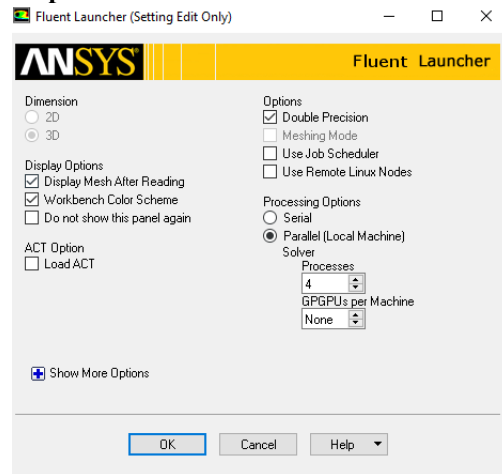 Fluent Launcher (Setting Edit Only)
ANSYS
Fluent Launcher
Dimension
2D
3D
Display Options
Display Mesh After Reading
Workbench Color Scheme
Do not show this panel again
ACT Option
Load ACT
Options
Double Precision
Meshing Mode
Use Job Scheduler
Use Remote Linux Nodes
Processing Options
Serial
Parallel (Local Machine)
Solver
Processes
4
GPGPUs per Machine
None
Show More Options
OK Cancel Help